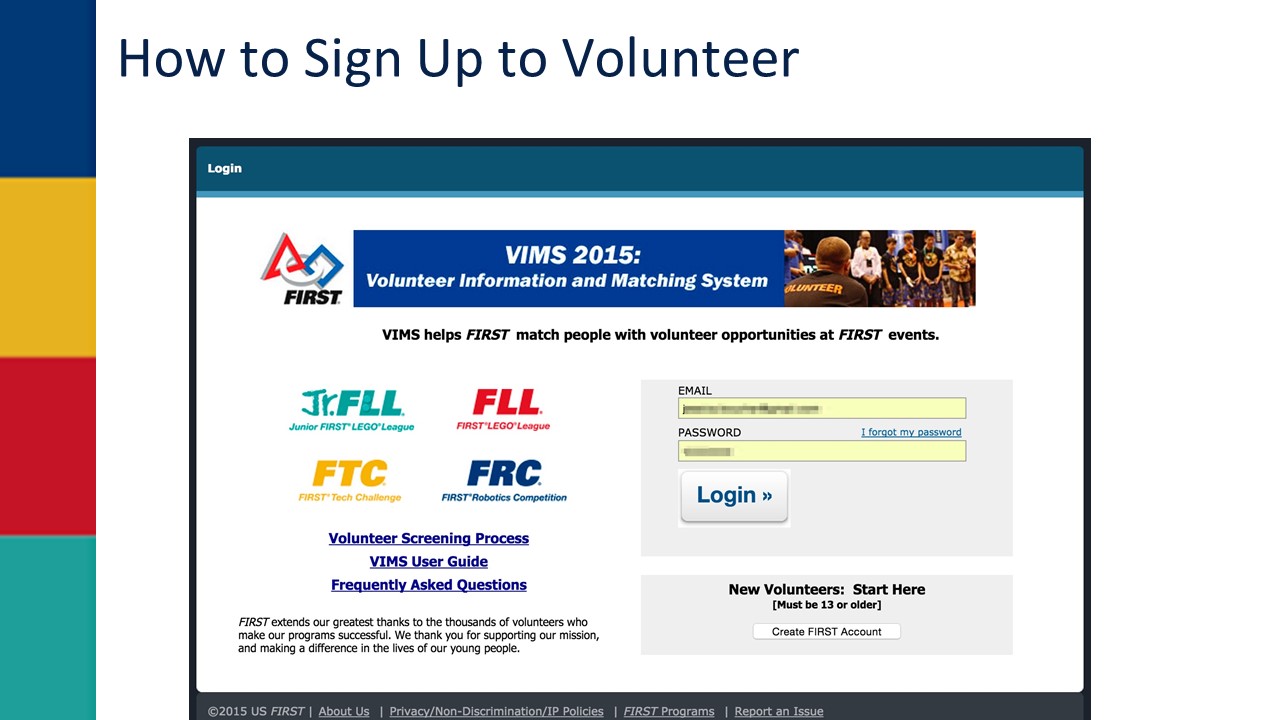 How to Sign Up to Volunteer
Login
FIRST
VIMS 2015:
Volunteer Information and Matching System
VOLUNTEER
VIMS helps FIRST match people with volunteer opportunities at FIRST events.
Jr.FLL
Junior FIRST® LEGO® League
FLL
FIRST® LEGO® League
FTC
FIRST® Tech Challenge
FRC
FIRST® Robotics Competition
Volunteer Screening Process
VIMS User Guide
Frequently Asked Questions
FIRST extends our greatest thanks to the thousands of volunteers who
make our programs successful. We thank you for supporting our mission,
and making a difference in the lives of our young people.
EMAIL
PASSWORD I forgot my password
Login »
New Volunteers: Start Here
[Must be 13 or older]
Create FIRST Account
©2015 US FIRST | About Us | Privacy/Non-Discrimination/IP Policies | FIRST Programs | Report an Issue